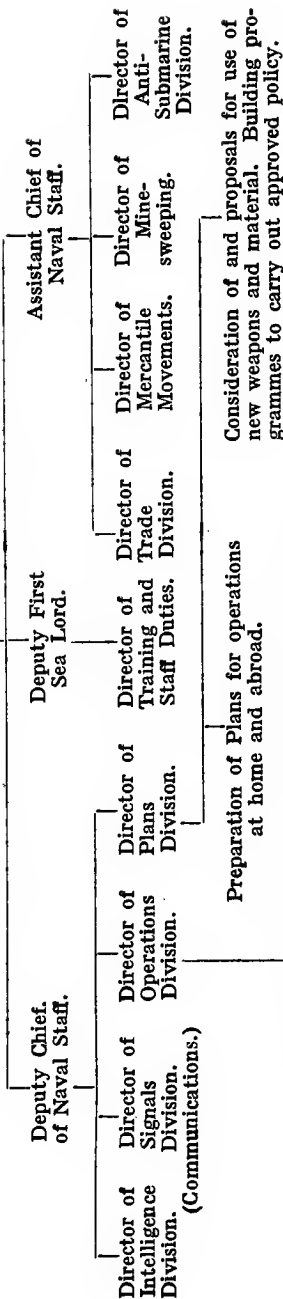 Deputy Chief.
of Naval Staff.
Deputy First
Sea Lord.
Assistant Chief of
Naval Staff.
Director of
Intelligence
Division.
Director of
Signals
Division.
(Communications.)
Director of
Operations
Division.
Director of
Plans
Division.
Director of
Training and
Staff Duties.
Director of
Trade
Division.
Director of
Mercantile
Movements.
Director of
Mine-
sweeping.
Director of
Anti-
Submarine
Division.
Preparation of Plans for operations
at home and abroad.
Consideration of and proposals for use of
new weapons and material. Building pro-
grammes to carry out approved policy.